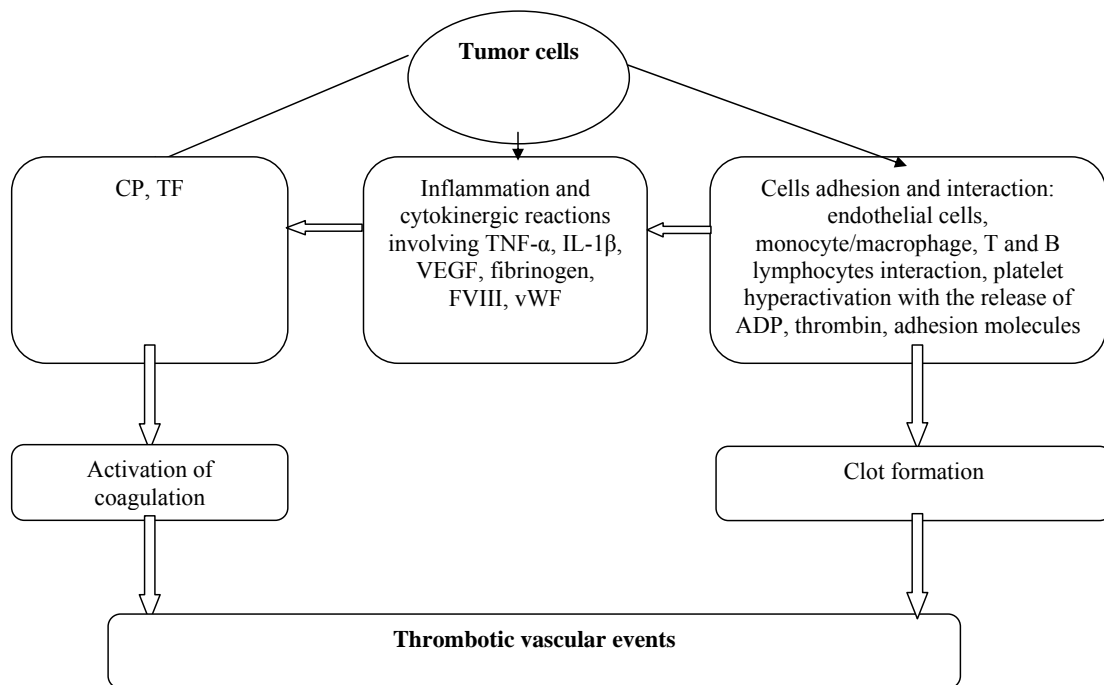 Tumor cells
CP, TF
Inflammation and
cytokinergic reactions
involving TNF-α, IL-1β,
VEGF, fibrinogen,
FVIII, vWF
Cells adhesion and interaction:
endothelial cells,
monocyte/macrophage, T and B
lymphocytes interaction, platelet
hyperactivation with the release of
ADP, thrombin, adhesion molecules
Activation of
coagulation
Clot formation
Thrombotic vascular events